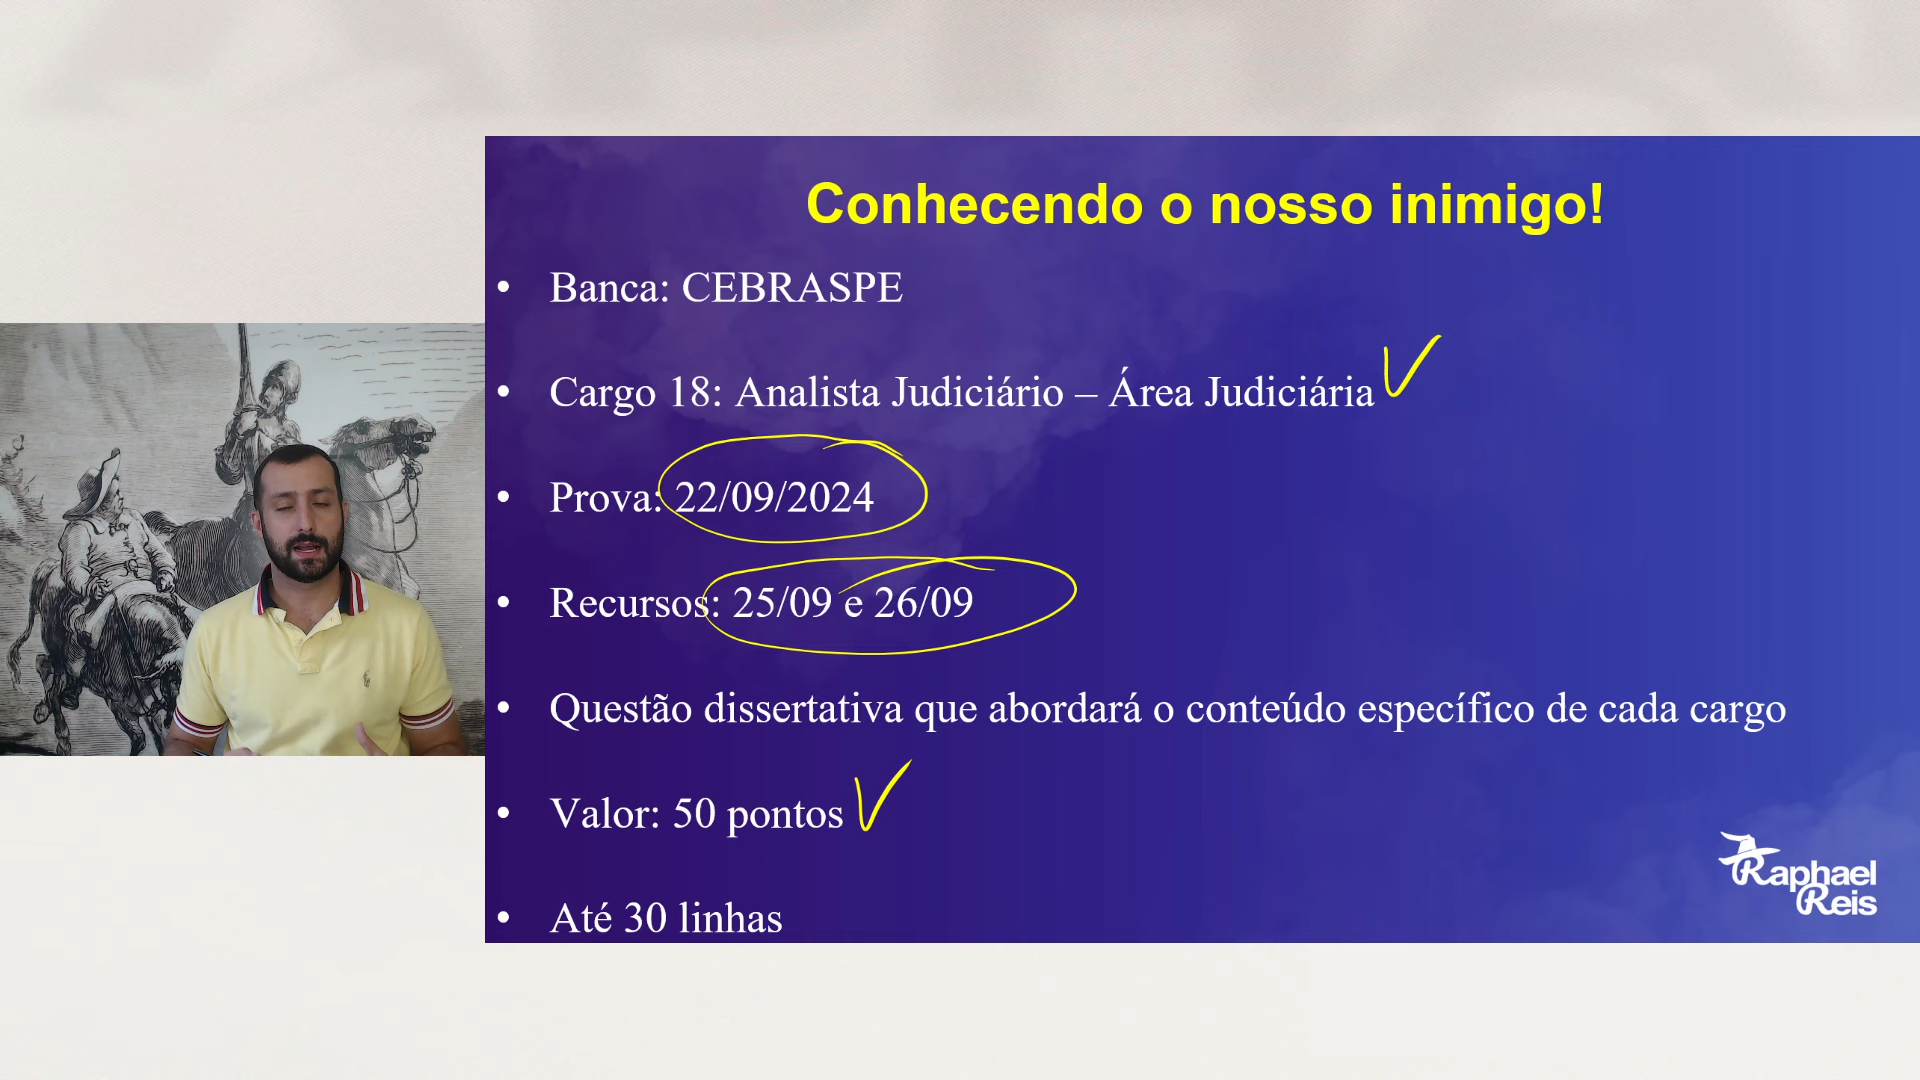 Conhecendo o nosso inimigo!
• Banca: CEBRASPE
• Cargo 18: Analista Judiciário – Área Judiciária
• Prova: 22/09/2024
• Recursos: 25/09 e 26/09
• Questão dissertativa que abordará o conteúdo específico de cada cargo
• Valor: 50 pontos
• Até 30 linhas
Raphael
Reis